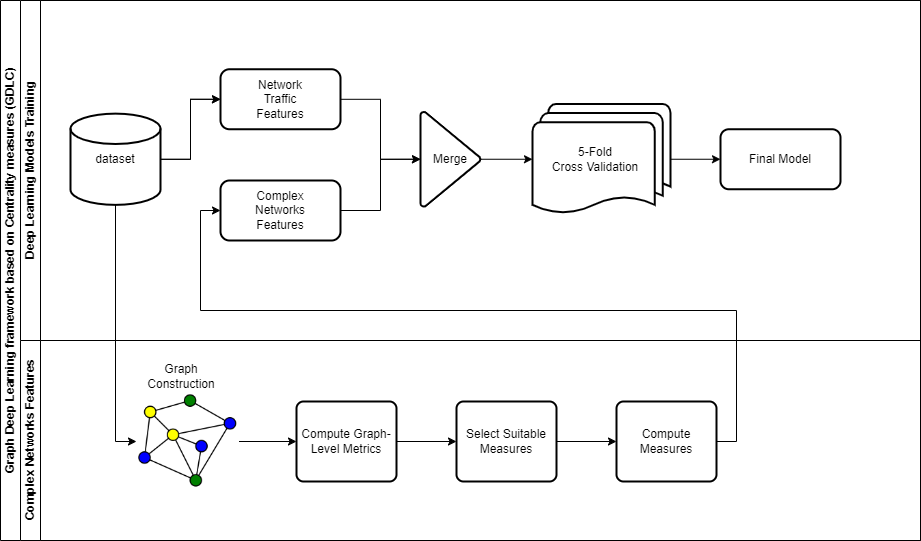 Graph Deep Learning framework based on Centrality measures (GDLC)
Deep Learning Models Training
dataset
Network
Traffic
Features
Complex
Networks
Features
Merge
5-Fold
Cross Validation
Final Model
Complex Networks Features
Graph
Construction
Compute Graph-
Level Metrics
Select Suitable
Measures
Compute
Measures